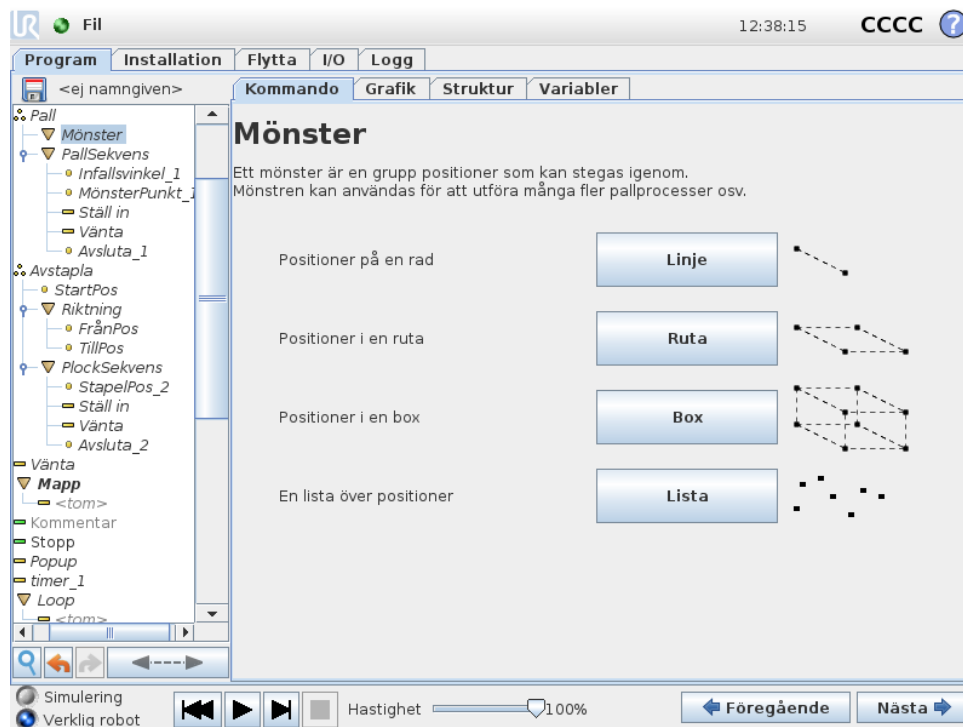 UR Fil 12:38:15 CCCC ?
Program Installation Flytta I/O Logg
<ej namngiven>
Kommando Grafik Struktur Variabler
Pall
Mönster
PallSekvens
Infallsvinkel_1
MönsterPunkt_1
Ställ in
Vänta
Avsluta_1
Avstapla
StartPos
Riktning
FrånPos
TillPos
PlockSekvens
StapelPos_2
Ställ in
Vänta
Avsluta_2
Vänta
Mapp
<tom>
Kommentar
Stopp
Popup
timer_1
Loop
<tom>
Mönster
Ett mönster är en grupp positioner som kan stegas igenom.
Mönstren kan användas för att utföra många fler pallprocesser osv.
Positioner på en rad Linje
Positioner i en ruta Ruta
Positioner i en box Box
En lista över positioner Lista
Simulering
Verklig robot
Hastighet 100%
Föregående Nästa